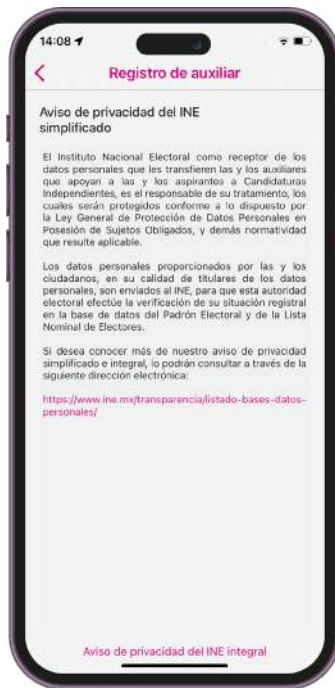 14:08
Registro de auxiliar
Aviso de privacidad del INE
simplificado
El Instituto Nacional Electoral como receptor de los
datos personales que les transfieren las y los auxiliares
que apoyan a las y los aspirantes a Candidaturas
Independientes, es el responsable de su tratamiento, los
cuales serán protegidos conforme a lo dispuesto por
la Ley General de Protección de Datos Personales en
Posesión de Sujetos Obligados, y demás normatividad
que resulte aplicable.
Los datos personales proporcionados por las y los
ciudadanos, en su calidad de titulares de los datos
personales, son enviados al INE, para que esta autoridad
electoral efectúe la verificación de su situación registral
en la base de datos del Padrón Electoral y de la Lista
Nominal de Electores.
Si desea conocer más de nuestro aviso de privacidad
simplificado e integral, lo podrán consultar a través de la
siguiente dirección electrónica:
https://www.ine.mx/transparencia/listado-bases-datos-
personales/
Aviso de privacidad del INE integral